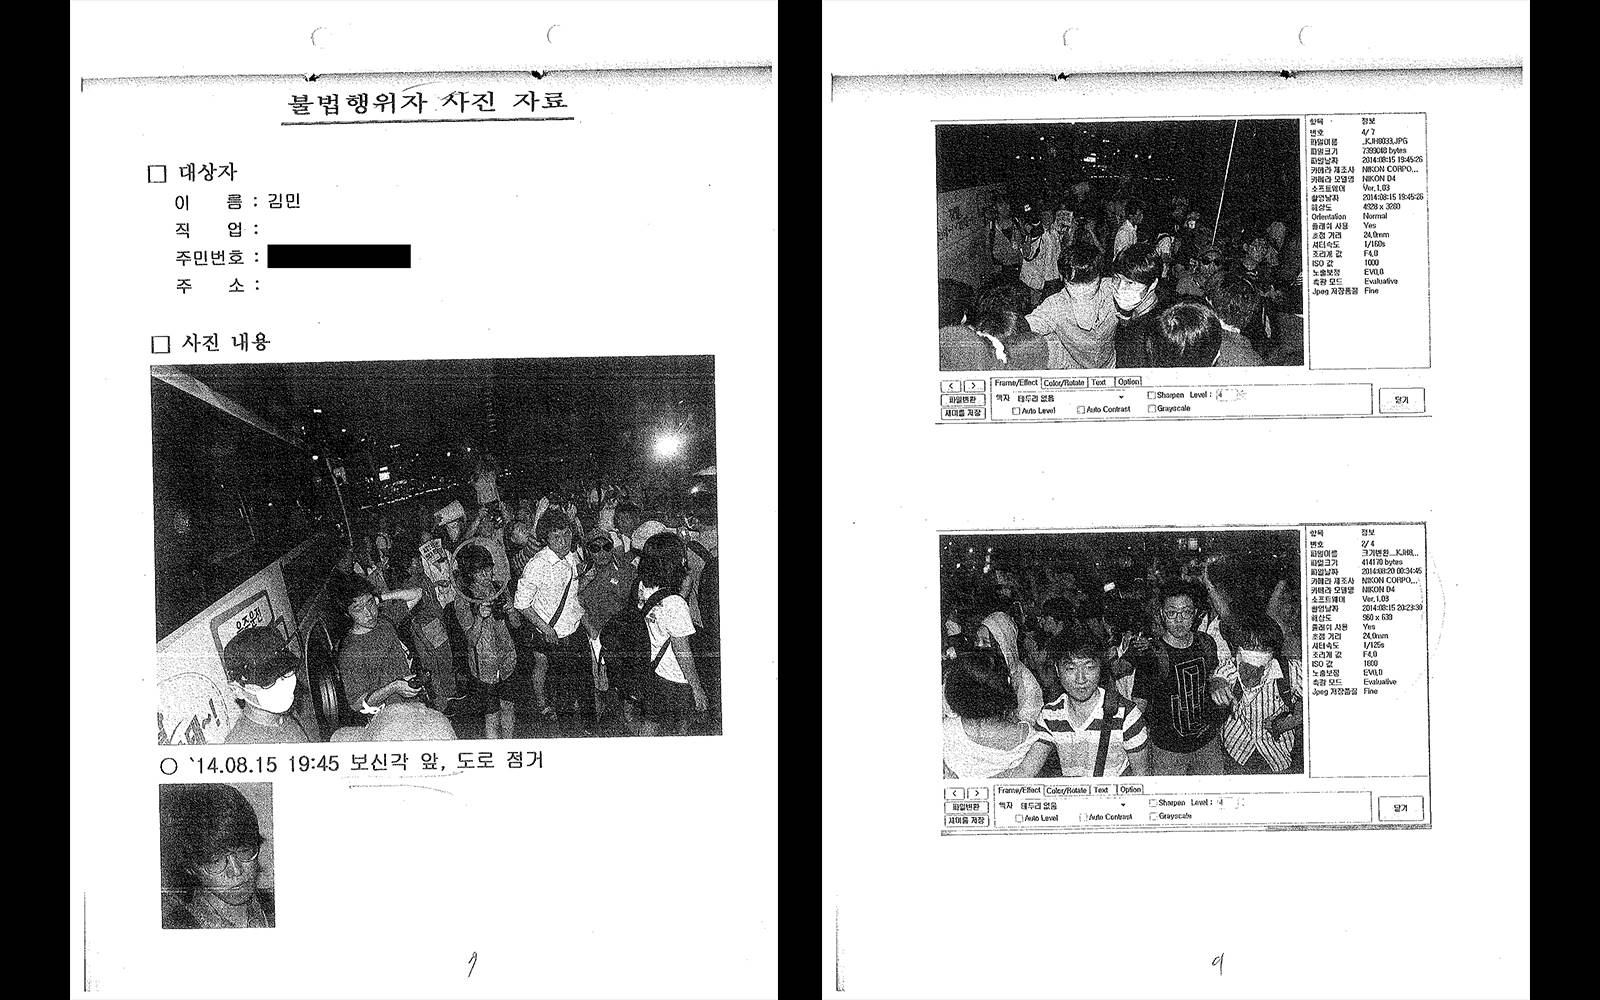 불법행위자 사진 자료
□ 대상자
이 름 : 김민
직 업 :
주민번호 :
주 소 :
□ 사진 내용
오조운전
○ `14.08.15 19:45 보신각 앞, 도로 점거
7
항목 정보
번호 4/ 7
파일이름 _KJH8033.JPG
파일크기 7399048 bytes
파일날짜 2014:08:15 19:45:26
카메라 제조사 NIKON CORPO...
카메라 모델명 NIKON D4
소프트웨어 Ver.1.03
촬영날짜 2014:08:15 19:45:26
해상도 4928 x 3280
Orientation Normal
플래쉬 사용 Yes
초점 거리 24.0mm
셔터속도 1/160s
조리개 값 F4.0
ISO 값 1000
노출보정 EV0.0
측광 모드 Evaluative
Jpeg 저장품질 Fine
< >
파일변환
새이름 저장
Frame/Effect Color/Rotate Text Option
액자 테두리 없음
Sharpen Level : 4
Auto Level Auto Contrast Grayscale
닫기
항목 정보
번호 2/ 4
파일이름 크기변환_...KJH8...
파일크기 414170 bytes
파일날짜 2014:08:20 00:34:45
카메라 제조사 NIKON CORPO...
카메라 모델명 NIKON D4
소프트웨어 Ver.1.03
촬영날짜 2014:08:15 20:23:30
해상도 960 x 639
플래쉬 사용 Yes
초점 거리 24.0mm
셔터속도 1/125s
조리개 값 F4.0
ISO 값 1600
노출보정 EV0.0
측광 모드 Evaluative
Jpeg 저장품질 Fine
< >
파일변환
새이름 저장
Frame/Effect Color/Rotate Text Option
액자 테두리 없음
Sharpen Level : 4
Auto Level Auto Contrast Grayscale
닫기
9